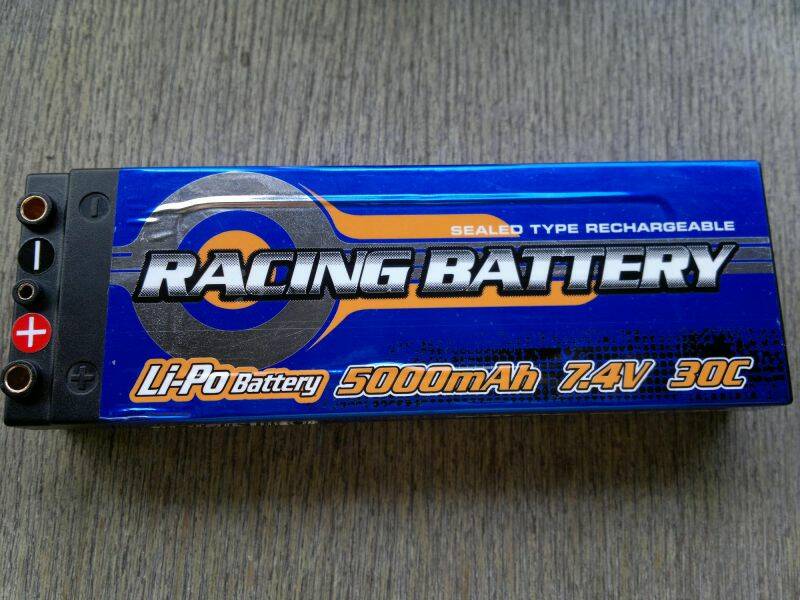 SEALED TYPE RECHARGEABLE
RACING BATTERY
Li-Po Battery 5000mAh 7.4V 30C